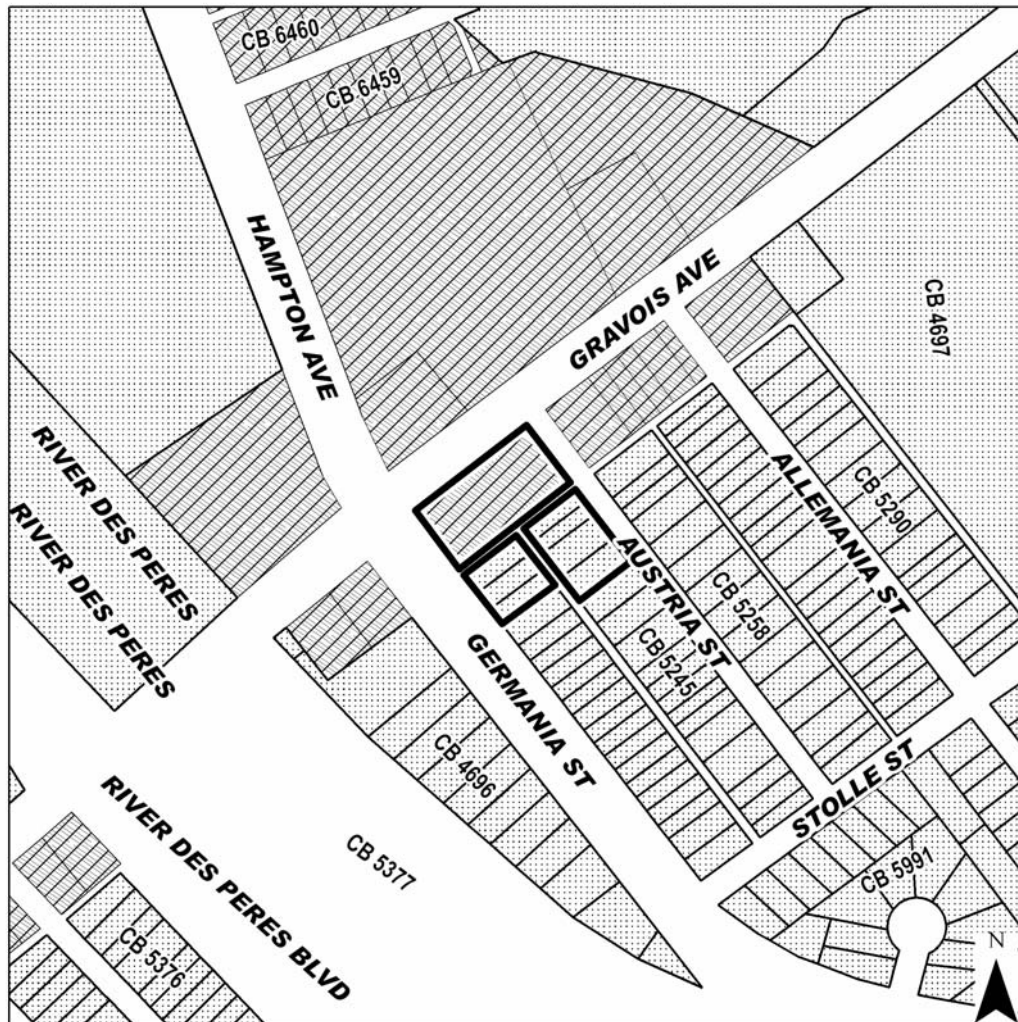 CB 6460
CB 6459
HAMPTON AVE
GRAVOIS AVE
CB 4697
RIVER DES PERES
RIVER DES PERES
ALLEMANIA ST
CB 5290
AUSTRIA ST
CB 5258
CB 5245
GERMANIA ST
CB 4696
STOLLE ST
CB 5991
CB 5377
RIVER DES PERES BLVD
CB 5376
N